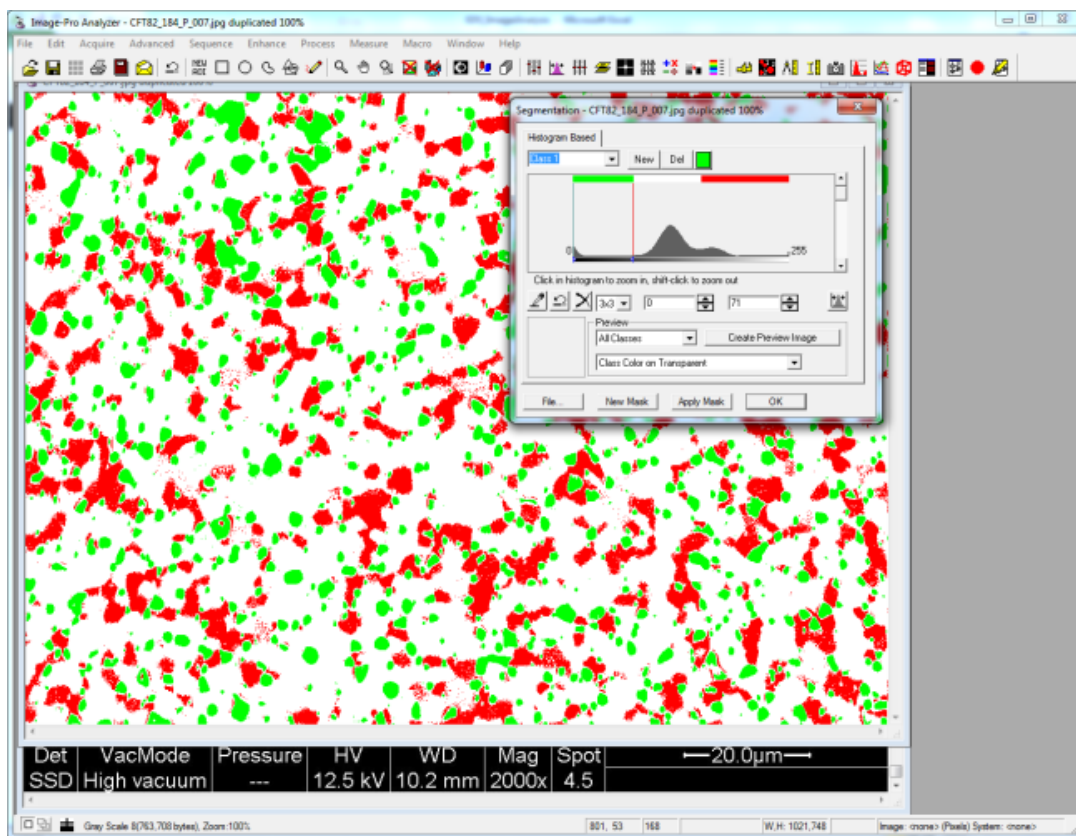 Image-Pro Analyzer - CFT82_184_P_007.jpg duplicated 100%
File Edit Acquire Advanced Sequence Enhance Process Measure Macro Window Help
Segmentation - CFT82_184_P_007.jpg duplicated 100%
Histogram Based
Class 1 New Del
0 255
Click in histogram to zoom in, shift-click to zoom out
3x3 0 71
Preview
All Classes Create Preview Image
Class Color on Transparent
File... New Mask Apply Mask OK
Det VacMode Pressure HV WD Mag Spot 20.0µm
SSD High vacuum --- 12.5 kV 10.2 mm 2000x 4.5
Gray Scale 8(763,708 bytes), Zoom:100% 801, 53 168 W,H: 1021,748 Image: <none> (Pixels) System: <none>